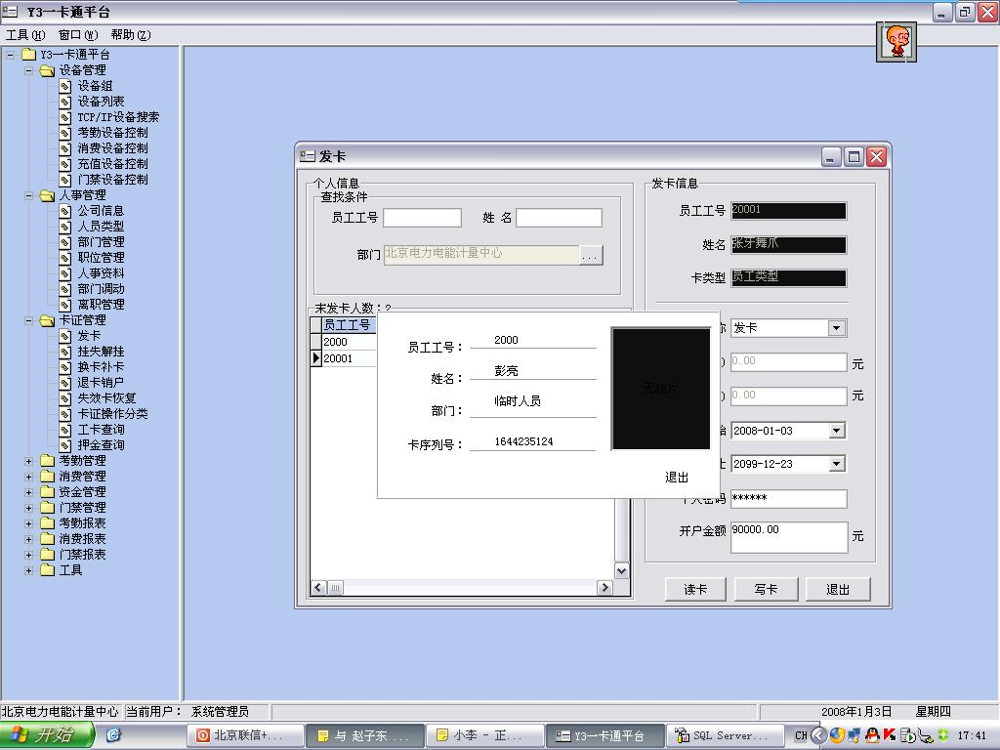 Y3一卡通平台
工具(H) 窗口(W) 帮助(Z)
Y3一卡通平台
设备管理
设备组
设备列表
TCP/IP设备搜索
考勤设备控制
消费设备控制
充值设备控制
门禁设备控制
人事管理
公司信息
人员类型
部门管理
职位管理
人事资料
部门调动
离职管理
卡证管理
发卡
挂失解挂
换卡补卡
退卡销户
失效卡恢复
卡证操作分类
工卡查询
押金查询
考勤管理
消费管理
资金管理
门禁管理
考勤报表
消费报表
门禁报表
工具
发卡
个人信息
查找条件
员工工号
姓 名
部门 北京电力电能计量中心 ...
未发卡人数：2
员工工号
2000
20001
员工工号： 2000
姓名： 彭亮
部门： 临时人员
卡序列号： 1644235124
无相片
退出
发卡信息
员工工号 20001
姓名 张牙舞爪
卡类型 员工类型
发卡
0.00 元
0.00 元
2008-01-03
2099-12-23
个人密码 ******
开户金额 90000.00 元
读卡 写卡 退出
北京电力电能计量中心 当前用户： 系统管理员 2008年1月3日 星期四
开始 北京联信+... 与 赵子东 ... 小李 - 正... Y3一卡通平台 SQL Server... CH 17:41